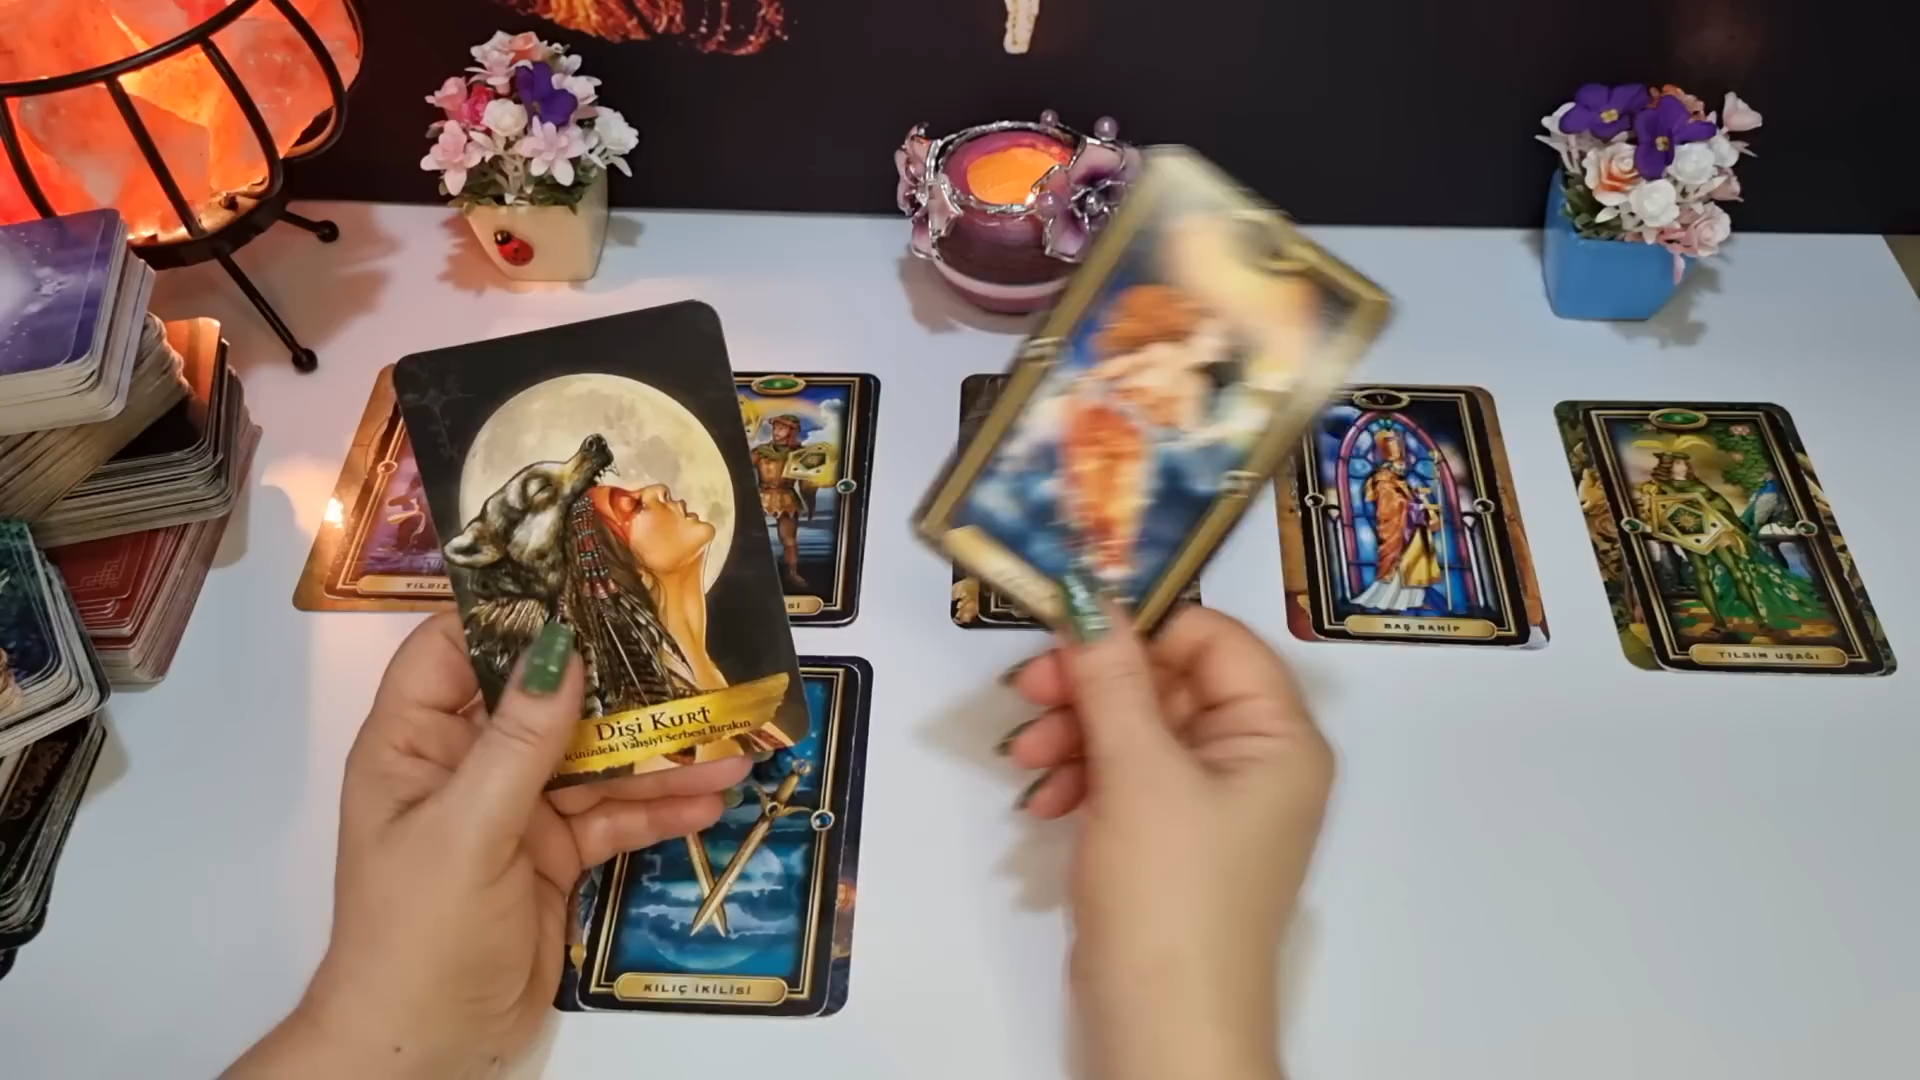 V
TILSIM UŞAĞI
BAŞ RAHİP
Dişi Kurt
İçinizdeki Vahşiyi Serbest Bırakın
KILIÇ İKİLİSİ